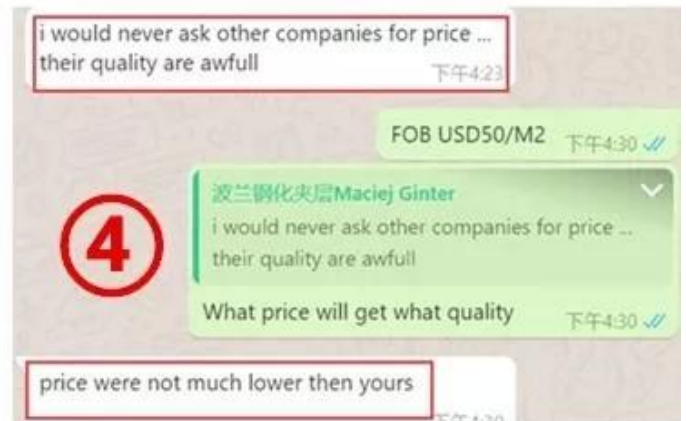 i would never ask other companies for price ...
their quality are awfull
下午4:23
FOB USD50/M2 下午4:30
波兰钢化夹层Maciej Ginter
i would never ask other companies for price ...
their quality are awfull
④
What price will get what quality 下午4:30
price were not much lower then yours